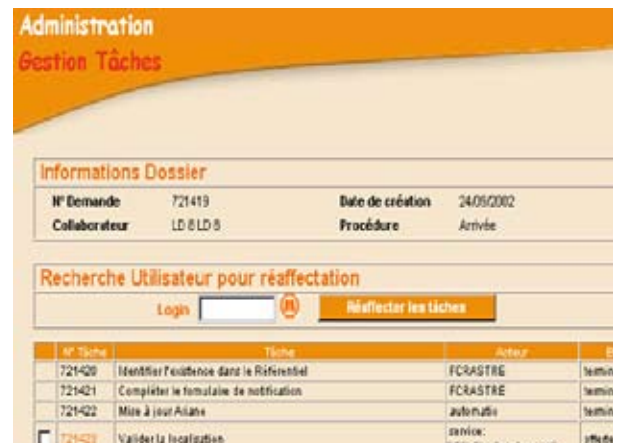 Administration
Gestion Tâches
Informations Dossier
N° Demande 721419 Date de création 24/09/2002
Collaborateur LD 8 LD 8 Procédure Arrivée
Recherche Utilisateur pour réaffectation
Login Réaffecter les tâches
N° Tâche Tâche Acteur
721420 Identifier l'existence dans le Référentiel FCRASTRE
721421 Compléter le formulaire de notification FCRASTRE
721422 Mise à jour Ariane
721423 Valider la localisation service: